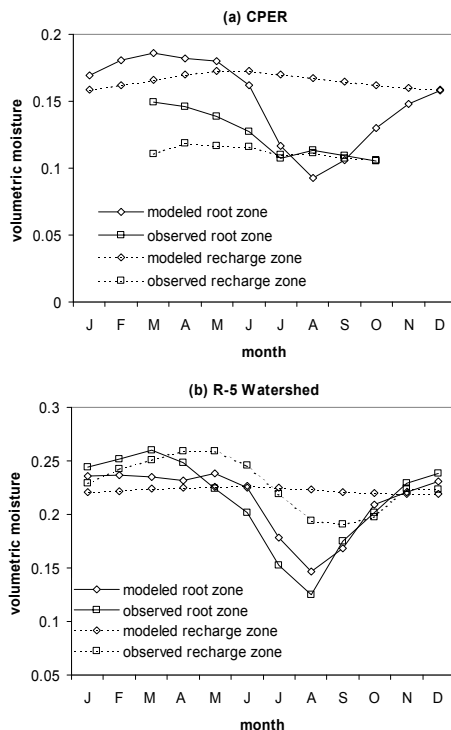 (a) CPER
0.2
0.15
0.1
0.05
0
volumetric moisture
modeled root zone
observed root zone
modeled recharge zone
observed recharge zone
J F M A M J J A S O N D
month
(b) R-5 Watershed
0.3
0.25
0.2
0.15
0.1
0.05
volumetric moisture
modeled root zone
observed root zone
modeled recharge zone
observed recharge zone
J F M A M J J A S O N D
month